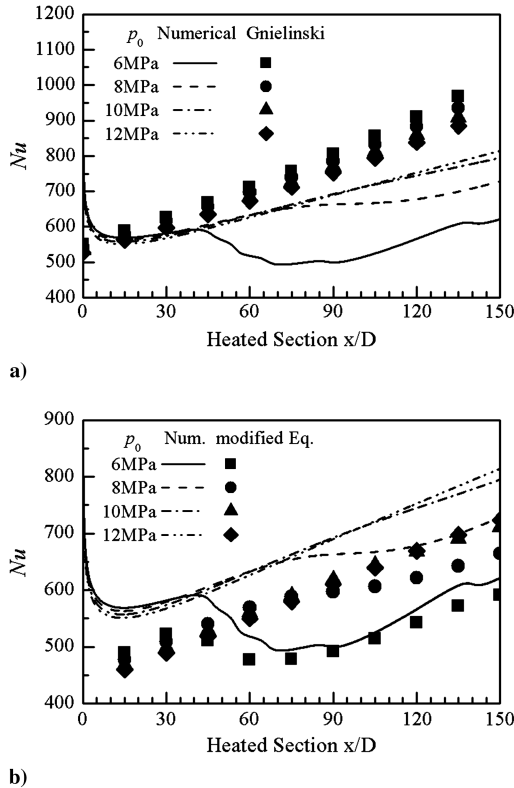 1200
1100
1000
900
800
700
600
500
400
Nu
p0 Numerical Gnielinski
6MPa
8MPa
10MPa
12MPa
0 30 60 90 120 150
Heated Section x/D
a)
900
800
700
600
500
400
Nu
p0 Num. modified Eq.
6MPa
8MPa
10MPa
12MPa
0 30 60 90 120 150
Heated Section x/D
b)